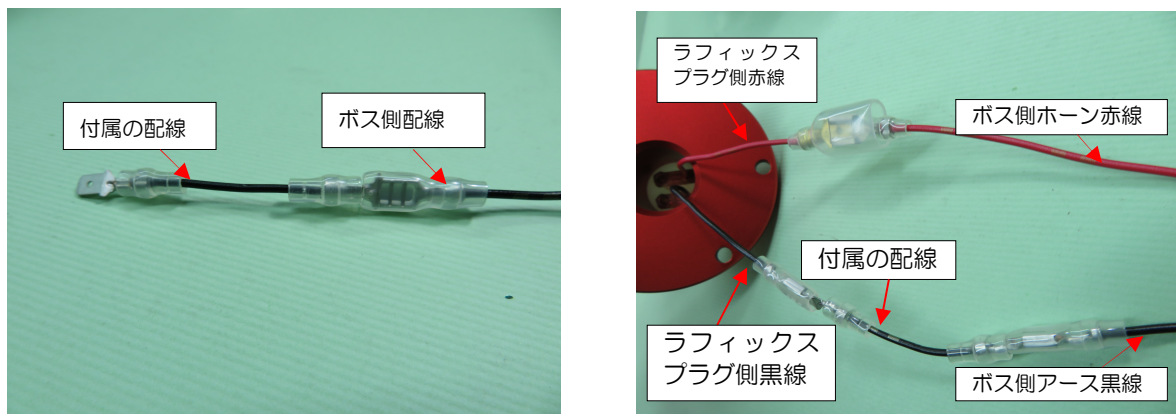 付属の配線
ボス側配線
ラフィックス
プラグ側赤線
ボス側ホーン赤線
付属の配線
ラフィックス
プラグ側黒線
ボス側アース黒線